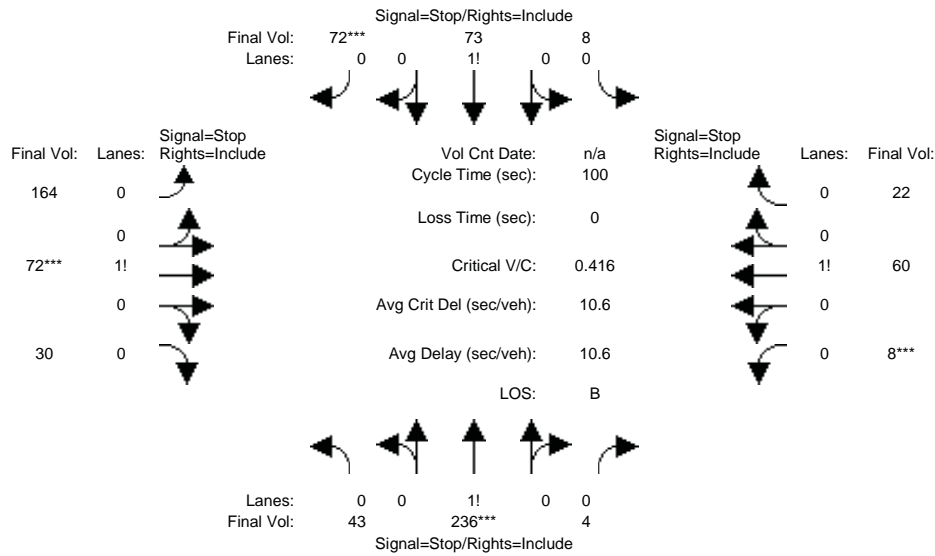 Signal=Stop/Rights=Include
Final Vol: 72*** 73 8
Lanes: 0 0 1! 0 0
Signal=Stop
Final Vol: Lanes: Rights=Include
164 0
0
72*** 1!
0
30 0
Vol Cnt Date: n/a
Cycle Time (sec): 100
Loss Time (sec): 0
Critical V/C: 0.416
Avg Crit Del (sec/veh): 10.6
Avg Delay (sec/veh): 10.6
LOS: B
Signal=Stop
Rights=Include Lanes: Final Vol:
0 22
0
1! 60
0
0 8***
Lanes: 0 0 1! 0 0
Final Vol: 43 236*** 4
Signal=Stop/Rights=Include